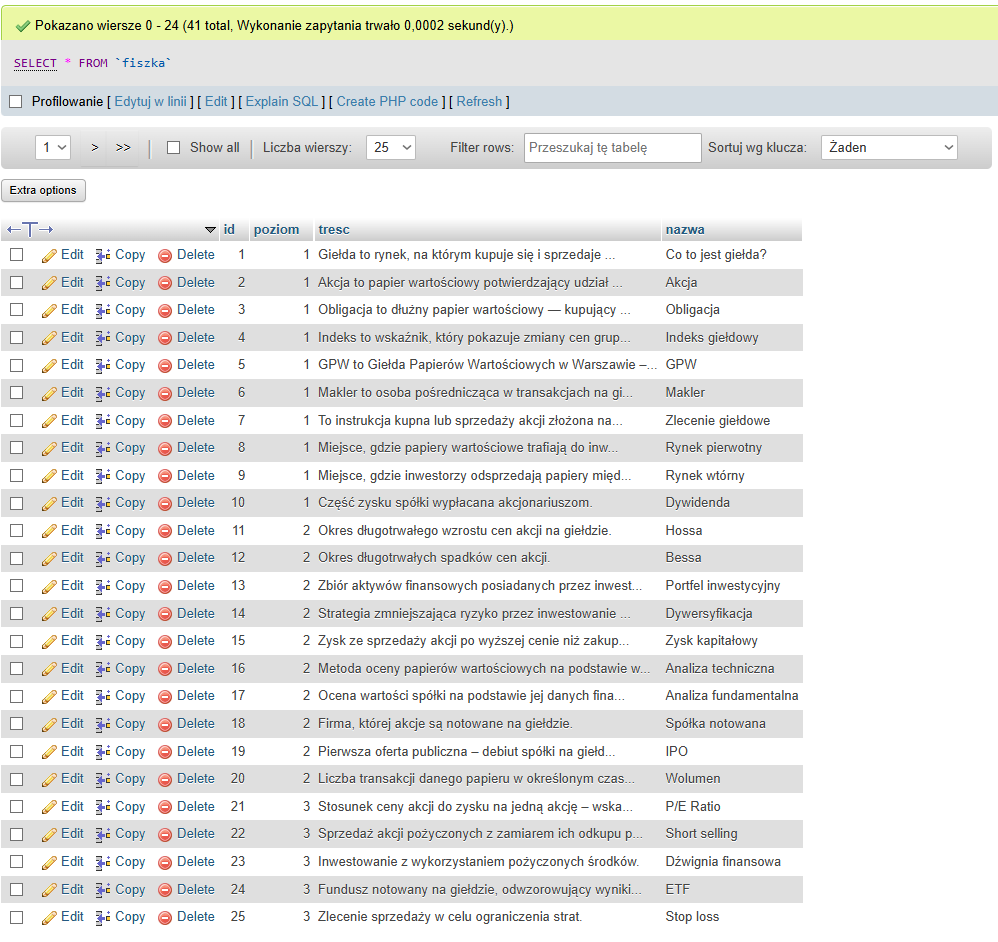 Pokazano wiersze 0 - 24 (41 total, Wykonanie zapytania trwało 0,0002 sekund(y).)
SELECT * FROM `fiszka`
Profilowanie [ Edytuj w linii ] [ Edit ] [ Explain SQL ] [ Create PHP code ] [ Refresh ]
1 > >> | Show all | Liczba wierszy: 25 Filter rows: Przeszukaj tę tabelę Sortuj wg klucza: Żaden
Extra options
←T→ id poziom tresc nazwa
Edit Copy Delete 1 1 Giełda to rynek, na którym kupuje się i sprzedaje ... Co to jest giełda?
Edit Copy Delete 2 1 Akcja to papier wartościowy potwierdzający udział ... Akcja
Edit Copy Delete 3 1 Obligacja to dłużny papier wartościowy — kupujący ... Obligacja
Edit Copy Delete 4 1 Indeks to wskaźnik, który pokazuje zmiany cen grup... Indeks giełdowy
Edit Copy Delete 5 1 GPW to Giełda Papierów Wartościowych w Warszawie –... GPW
Edit Copy Delete 6 1 Makler to osoba pośrednicząca w transakcjach na gi... Makler
Edit Copy Delete 7 1 To instrukcja kupna lub sprzedaży akcji złożona na... Zlecenie giełdowe
Edit Copy Delete 8 1 Miejsce, gdzie papiery wartościowe trafiają do inw... Rynek pierwotny
Edit Copy Delete 9 1 Miejsce, gdzie inwestorzy odsprzedają papiery międ... Rynek wtórny
Edit Copy Delete 10 1 Część zysku spółki wypłacana akcjonariuszom. Dywidenda
Edit Copy Delete 11 2 Okres długotrwałego wzrostu cen akcji na giełdzie. Hossa
Edit Copy Delete 12 2 Okres długotrwałych spadków cen akcji. Bessa
Edit Copy Delete 13 2 Zbiór aktywów finansowych posiadanych przez inwest... Portfel inwestycyjny
Edit Copy Delete 14 2 Strategia zmniejszająca ryzyko przez inwestowanie ... Dywersyfikacja
Edit Copy Delete 15 2 Zysk ze sprzedaży akcji po wyższej cenie niż zakup... Zysk kapitałowy
Edit Copy Delete 16 2 Metoda oceny papierów wartościowych na podstawie w... Analiza techniczna
Edit Copy Delete 17 2 Ocena wartości spółki na podstawie jej danych fina... Analiza fundamentalna
Edit Copy Delete 18 2 Firma, której akcje są notowane na giełdzie. Spółka notowana
Edit Copy Delete 19 2 Pierwsza oferta publiczna – debiut spółki na giełd... IPO
Edit Copy Delete 20 2 Liczba transakcji danego papieru w określonym czas... Wolumen
Edit Copy Delete 21 3 Stosunek ceny akcji do zysku na jedną akcję – wska... P/E Ratio
Edit Copy Delete 22 3 Sprzedaż akcji pożyczonych z zamiarem ich odkupu p... Short selling
Edit Copy Delete 23 3 Inwestowanie z wykorzystaniem pożyczonych środków. Dźwignia finansowa
Edit Copy Delete 24 3 Fundusz notowany na giełdzie, odwzorowujący wyniki... ETF
Edit Copy Delete 25 3 Zlecenie sprzedaży w celu ograniczenia strat. Stop loss